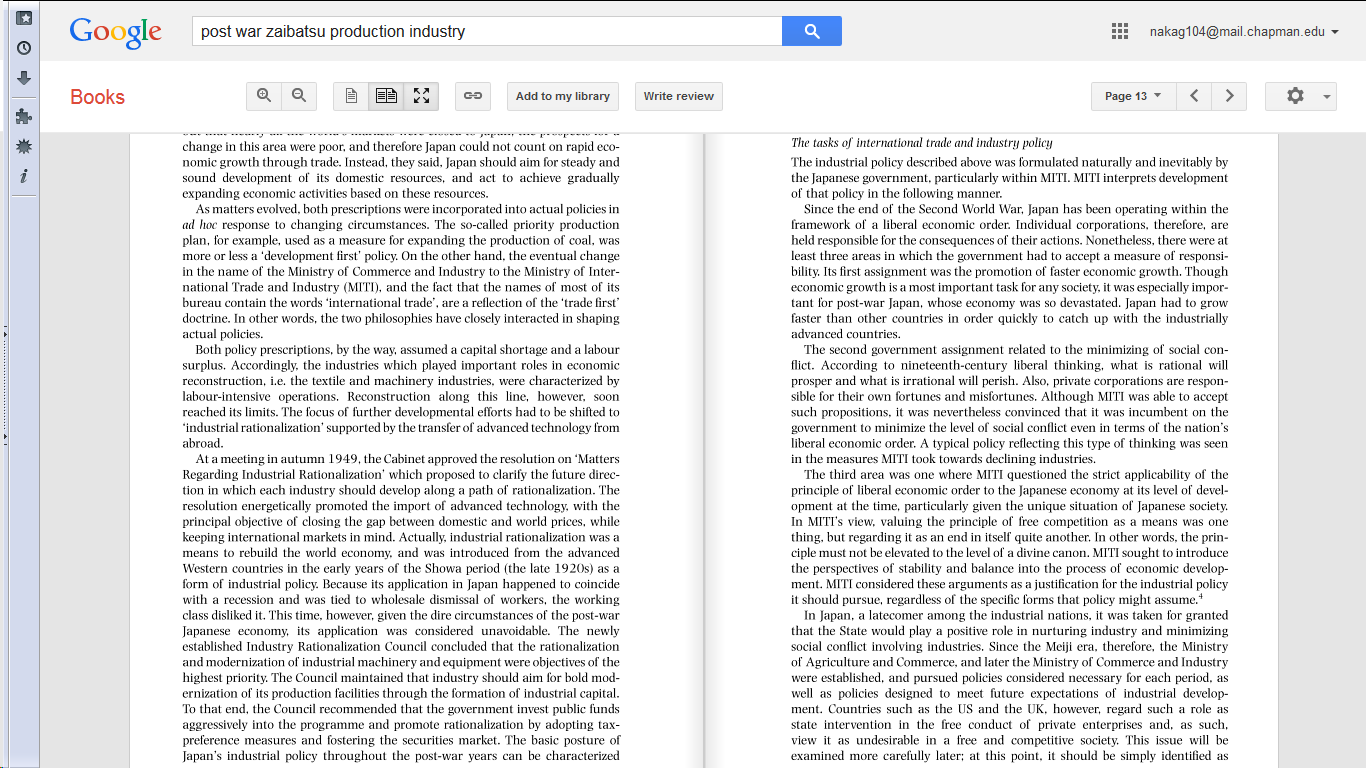 Google
post war zaibatsu production industry
nakag104@mail.chapman.edu
Books
Add to my library
Write review
Page 13
but that nearly all the world's markets were closed to Japan, the prospects for a
change in this area were poor, and therefore Japan could not count on rapid eco-
nomic growth through trade. Instead, they said, Japan should aim for steady and
sound development of its domestic resources, and act to achieve gradually
expanding economic activities based on these resources.
As matters evolved, both prescriptions were incorporated into actual policies in
ad hoc response to changing circumstances. The so-called priority production
plan, for example, used as a measure for expanding the production of coal, was
more or less a ‘development first’ policy. On the other hand, the eventual change
in the name of the Ministry of Commerce and Industry to the Ministry of Inter-
national Trade and Industry (MITI), and the fact that the names of most of its
bureau contain the words ‘international trade’, are a reflection of the ‘trade first’
doctrine. In other words, the two philosophies have closely interacted in shaping
actual policies.
Both policy prescriptions, by the way, assumed a capital shortage and a labour
surplus. Accordingly, the industries which played important roles in economic
reconstruction, i.e. the textile and machinery industries, were characterized by
labour-intensive operations. Reconstruction along this line, however, soon
reached its limits. The focus of further developmental efforts had to be shifted to
‘industrial rationalization’ supported by the transfer of advanced technology from
abroad.
At a meeting in autumn 1949, the Cabinet approved the resolution on ‘Matters
Regarding Industrial Rationalization’ which proposed to clarify the future direc-
tion in which each industry should develop along a path of rationalization. The
resolution energetically promoted the import of advanced technology, with the
principal objective of closing the gap between domestic and world prices, while
keeping international markets in mind. Actually, industrial rationalization was a
means to rebuild the world economy, and was introduced from the advanced
Western countries in the early years of the Showa period (the late 1920s) as a
form of industrial policy. Because its application in Japan happened to coincide
with a recession and was tied to wholesale dismissal of workers, the working
class disliked it. This time, however, given the dire circumstances of the post-war
Japanese economy, its application was considered unavoidable. The newly
established Industry Rationalization Council concluded that the rationalization
and modernization of industrial machinery and equipment were objectives of the
highest priority. The Council maintained that industry should aim for bold mod-
ernization of its production facilities through the formation of industrial capital.
To that end, the Council recommended that the government invest public funds
aggressively into the programme and promote rationalization by adopting tax-
preference measures and fostering the securities market. The basic posture of
Japan's industrial policy throughout the post-war years can be characterized
The tasks of international trade and industry policy
The industrial policy described above was formulated naturally and inevitably by
the Japanese government, particularly within MITI. MITI interprets development
of that policy in the following manner.
Since the end of the Second World War, Japan has been operating within the
framework of a liberal economic order. Individual corporations, therefore, are
held responsible for the consequences of their actions. Nonetheless, there were at
least three areas in which the government had to accept a measure of responsi-
bility. Its first assignment was the promotion of faster economic growth. Though
economic growth is a most important task for any society, it was especially impor-
tant for post-war Japan, whose economy was so devastated. Japan had to grow
faster than other countries in order quickly to catch up with the industrially
advanced countries.
The second government assignment related to the minimizing of social con-
flict. According to nineteenth-century liberal thinking, what is rational will
prosper and what is irrational will perish. Also, private corporations are respon-
sible for their own fortunes and misfortunes. Although MITI was able to accept
such propositions, it was nevertheless convinced that it was incumbent on the
government to minimize the level of social conflict even in terms of the nation's
liberal economic order. A typical policy reflecting this type of thinking was seen
in the measures MITI took towards declining industries.
The third area was one where MITI questioned the strict applicability of the
principle of liberal economic order to the Japanese economy at its level of devel-
opment at the time, particularly given the unique situation of Japanese society.
In MITI's view, valuing the principle of free competition as a means was one
thing, but regarding it as an end in itself quite another. In other words, the prin-
ciple must not be elevated to the level of a divine canon. MITI sought to introduce
the perspectives of stability and balance into the process of economic develop-
ment. MITI considered these arguments as a justification for the industrial policy
it should pursue, regardless of the specific forms that policy might assume.⁴
In Japan, a latecomer among the industrial nations, it was taken for granted
that the State would play a positive role in nurturing industry and minimizing
social conflict involving industries. Since the Meiji era, therefore, the Ministry
of Agriculture and Commerce, and later the Ministry of Commerce and Industry
were established, and pursued policies considered necessary for each period, as
well as policies designed to meet future expectations of industrial develop-
ment. Countries such as the US and the UK, however, regard such a role as
state intervention in the free conduct of private enterprises and, as such,
view it as undesirable in a free and competitive society. This issue will be
examined more carefully later; at this point, it should be simply identified as